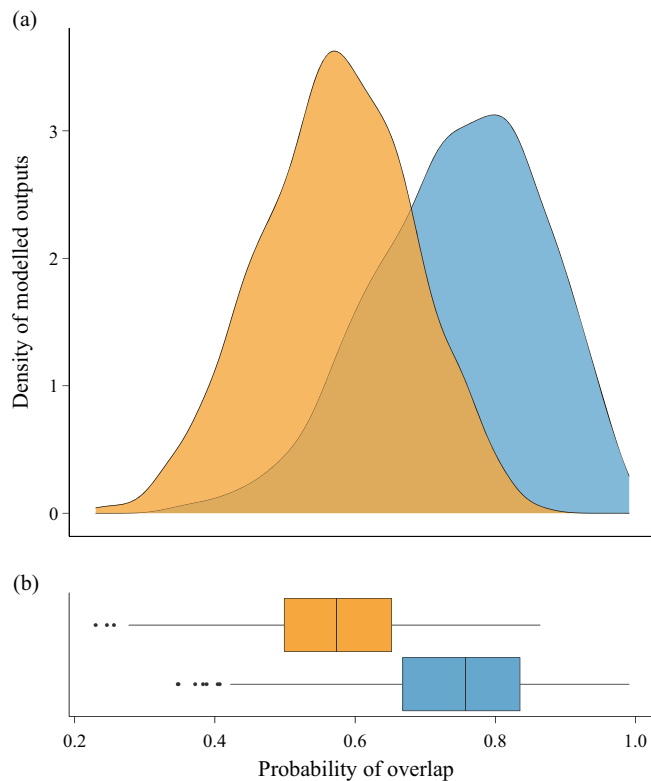 (a)
Density of modelled outputs
3
2
1
0
(b)
0.2 0.4 0.6 0.8 1.0
Probability of overlap